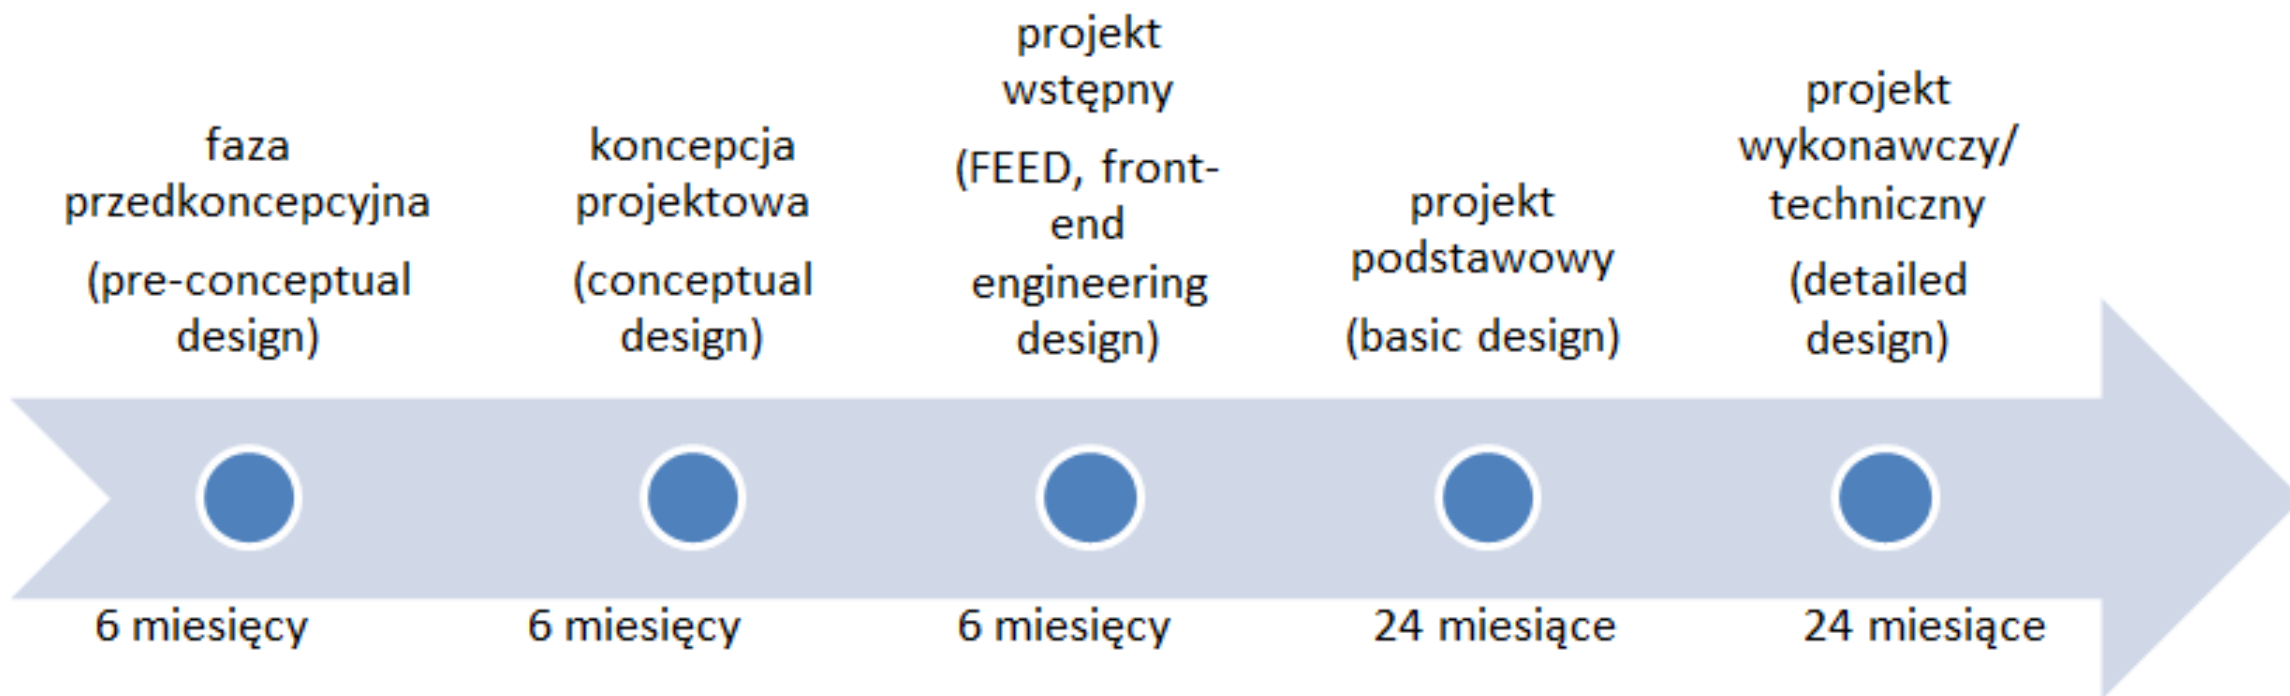 faza
przedkoncepcyjna
(pre-conceptual
design)
koncepcja
projektowa
(conceptual
design)
projekt
wstępny
(FEED, front-
end
engineering
design)
projekt
podstawowy
(basic design)
projekt
wykonawczy/
techniczny
(detailed
design)
6 miesięcy
6 miesięcy
6 miesięcy
24 miesiące
24 miesiące